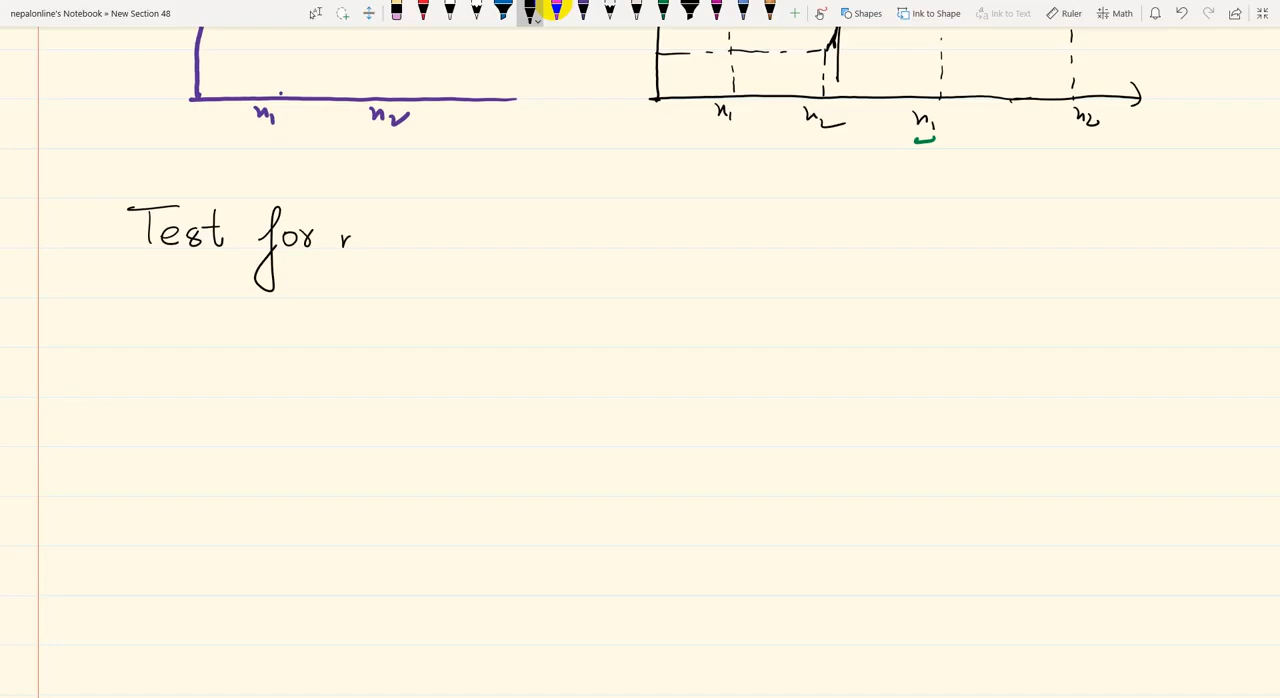 nepalonline's Notebook » New Section 48
Shapes
Ink to Shape
Ink to Text
Ruler
Math
x₁ x₂
x₁ x₂ x₁ x₂
Test for